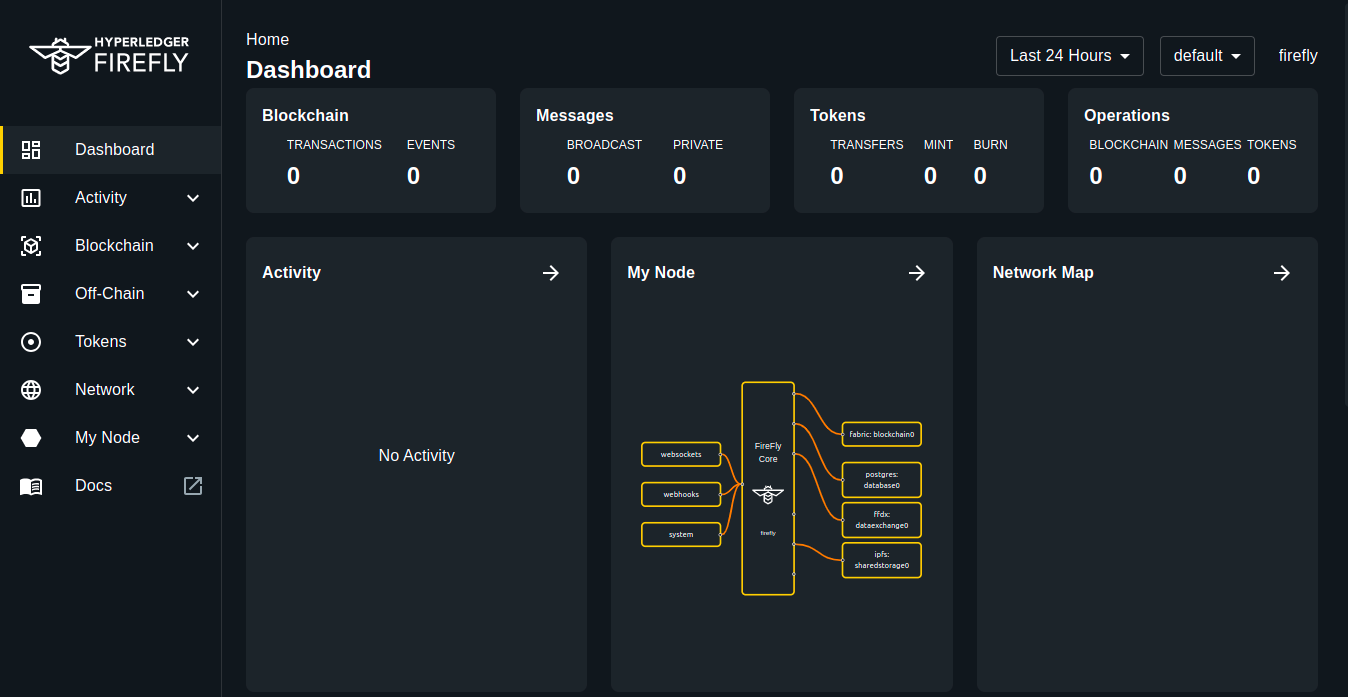 HYPERLEDGER
FIREFLY
Dashboard
Activity
Blockchain
Off-Chain
Tokens
Network
My Node
Docs
Home
Dashboard
Last 24 Hours
default
firefly
Blockchain
TRANSACTIONS EVENTS
0 0
Messages
BROADCAST PRIVATE
0 0
Tokens
TRANSFERS MINT BURN
0 0 0
Operations
BLOCKCHAIN MESSAGES TOKENS
0 0 0
Activity
No Activity
My Node
websockets
webhooks
system
FireFly
Core
firefly
fabric: blockchain0
postgres:
database0
ffdx:
dataexchange0
ipfs:
sharedstorage0
Network Map